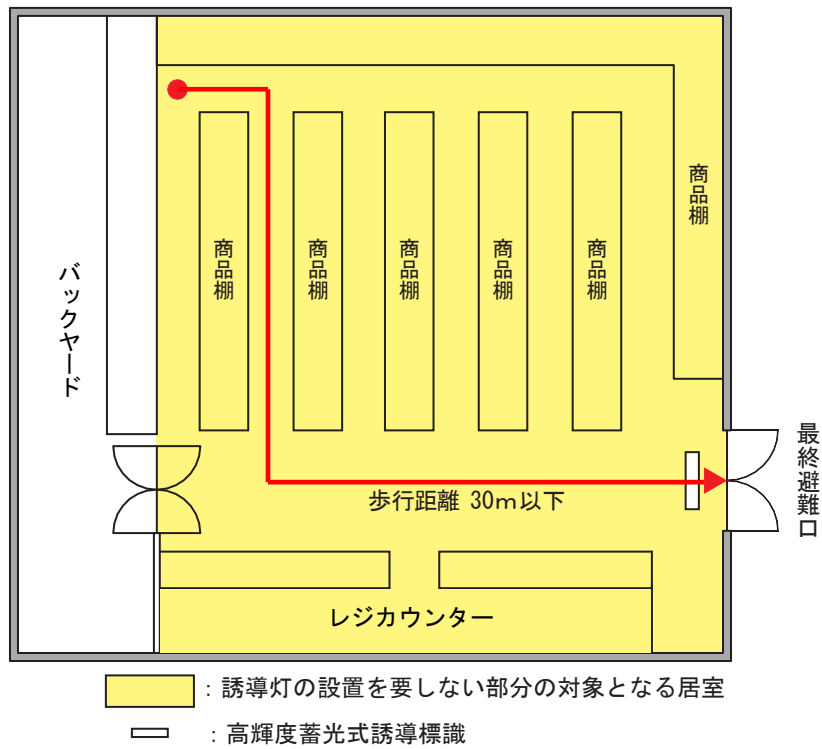 商品棚
商品棚
商品棚
商品棚
商品棚
商品棚
バックヤード
最終避難口
歩行距離 30m以下
レジカウンター
：誘導灯の設置を要しない部分の対象となる居室
：高輝度蓄光式誘導標識